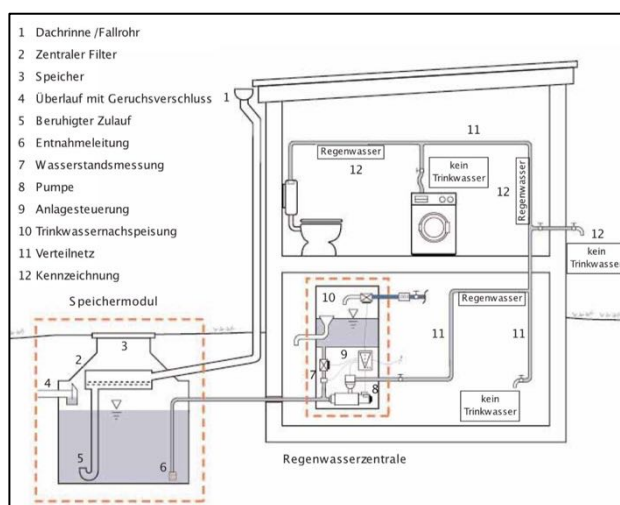 1 Dachrinne /Fallrohr
2 Zentraler Filter
3 Speicher
4 Überlauf mit Geruchsverschluss
5 Beruhigter Zulauf
6 Entnahmeleitung
7 Wasserstandsmessung
8 Pumpe
9 Anlagesteuerung
10 Trinkwassernachspeisung
11 Verteilnetz
12 Kennzeichnung
1
11
Regenwasser
12
kein
Trinkwasser
12
Regenwasser
12
kein
Trinkwasser
Speichermodul
3
2
4
5
6
10
9
7
8
Regenwasser
11
11
kein
Trinkwasser
Regenwasserzentrale